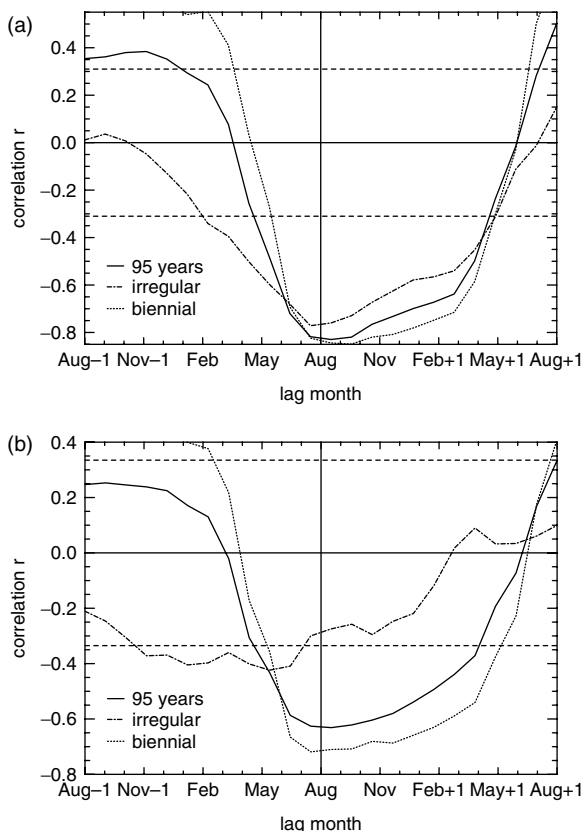 (a)
0.4
0.2
0.0
−0.2
−0.4
−0.6
−0.8
correlation r
95 years
irregular
biennial
Aug−1 Nov−1 Feb May Aug Nov Feb+1 May+1 Aug+1
lag month
(b)
0.4
0.2
0.0
−0.2
−0.4
−0.6
−0.8
correlation r
95 years
irregular
biennial
Aug−1 Nov−1 Feb May Aug Nov Feb+1 May+1 Aug+1
lag month